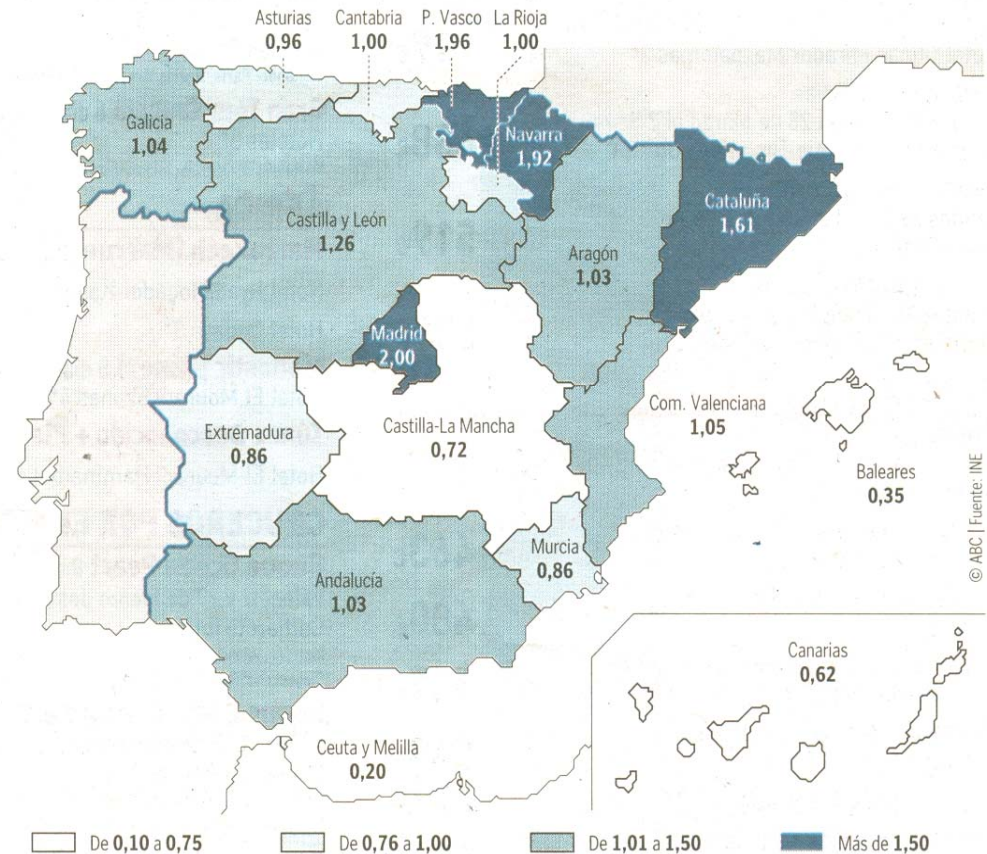 Asturias
0,96
Cantabria
1,00
P. Vasco
1,96
La Rioja
1,00
Galicia
1,04
Navarra
1,92
Cataluña
1,61
Castilla y León
1,26
Aragón
1,03
Madrid
2,00
Com. Valenciana
1,05
Extremadura
0,86
Castilla-La Mancha
0,72
Baleares
0,35
Murcia
0,86
Andalucía
1,03
Canarias
0,62
Ceuta y Melilla
0,20
© ABC | Fuente: INE
De 0,10 a 0,75
De 0,76 a 1,00
De 1,01 a 1,50
Más de 1,50